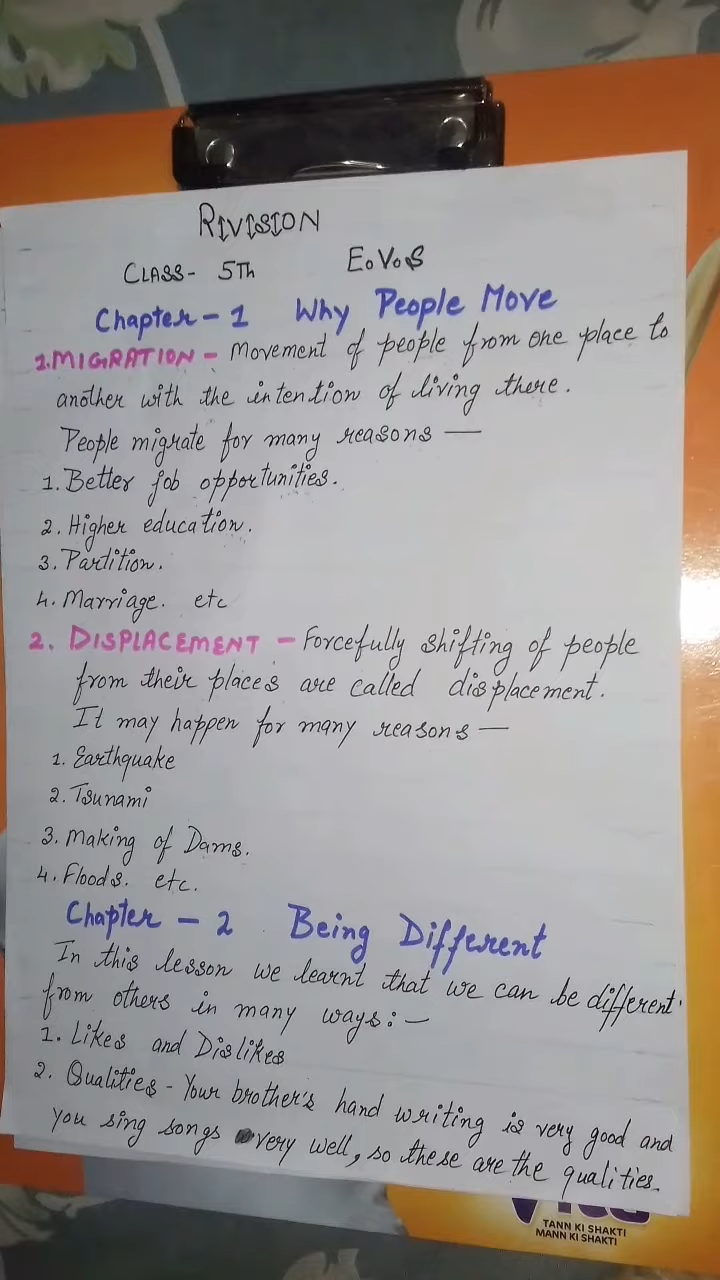 RIVISION
CLASS- 5Th EoVoS
Chapter-1 Why People Move
1.MIGRATION - Movement of people from one place to
another with the intention of living there.
People migrate for many reasons —
1. Better job opportunities.
2. Higher education.
3. Partition.
4. Marriage. etc
2. DISPLACEMENT - Forcefully shifting of people
from their places are called displacement.
It may happen for many reasons —
1. Earthquake
2. Tsunami
3. Making of Dams.
4. Floods. etc.
Chapter - 2 Being Different
In this lesson we learnt that we can be different
from others in many ways:-
1. Likes and Dislikes
2. Qualities - Your brother's hand writing is very good and
you sing songs very well, so these are the qualities.
TANN KI SHAKTI
MANN KI SHAKTI